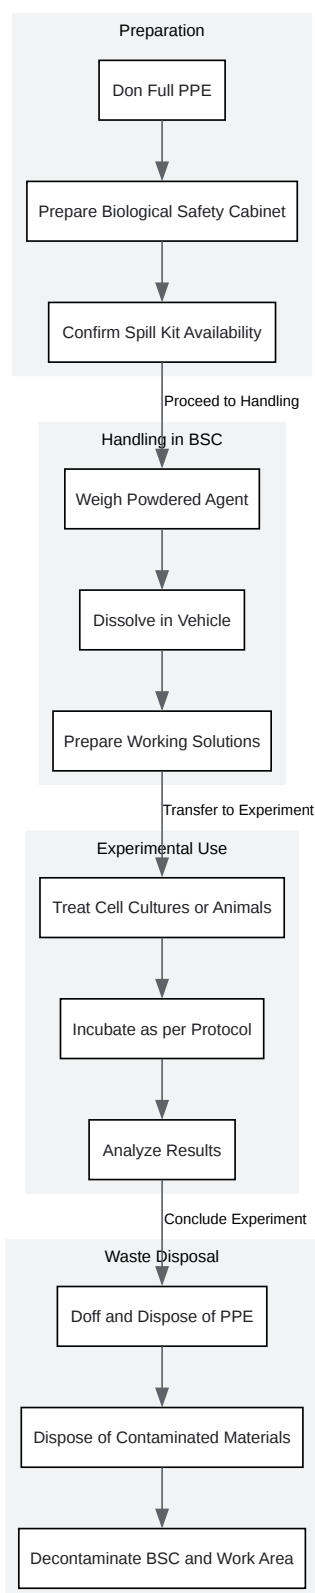 Preparation
Don Full PPE
Prepare Biological Safety Cabinet
Confirm Spill Kit Availability
Proceed to Handling
Handling in BSC
Weigh Powdered Agent
Dissolve in Vehicle
Prepare Working Solutions
Transfer to Experiment
Experimental Use
Treat Cell Cultures or Animals
Incubate as per Protocol
Analyze Results
Conclude Experiment
Waste Disposal
Doff and Dispose of PPE
Dispose of Contaminated Materials
Decontaminate BSC and Work Area